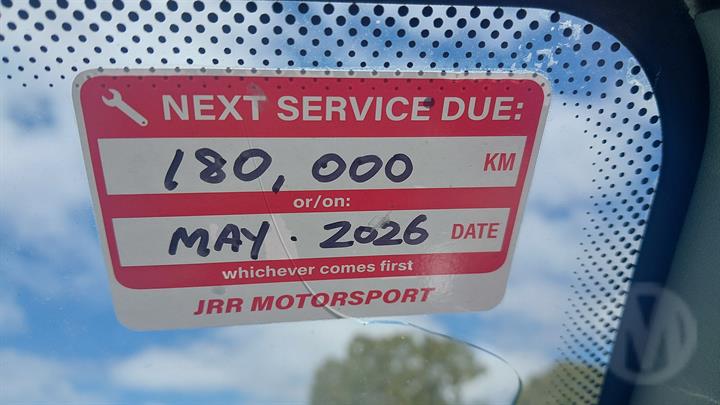 NEXT SERVICE DUE:
180,000 KM
or/on:
MAY. 2026 DATE
whichever comes first
JRR MOTORSPORT
M